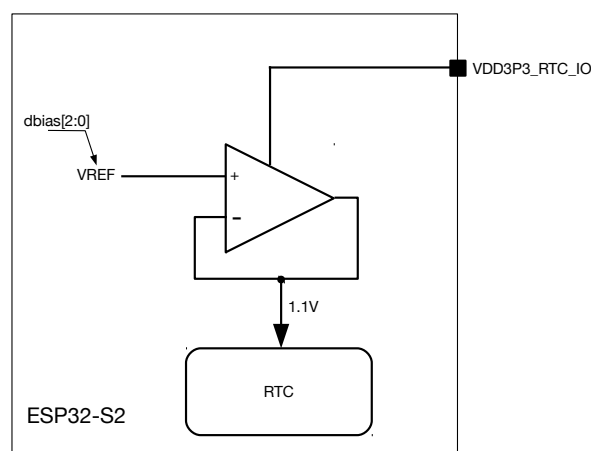 VDD3P3_RTC_IO
dbias[2:0]
VREF
+
-
1.1V
RTC
ESP32-S2